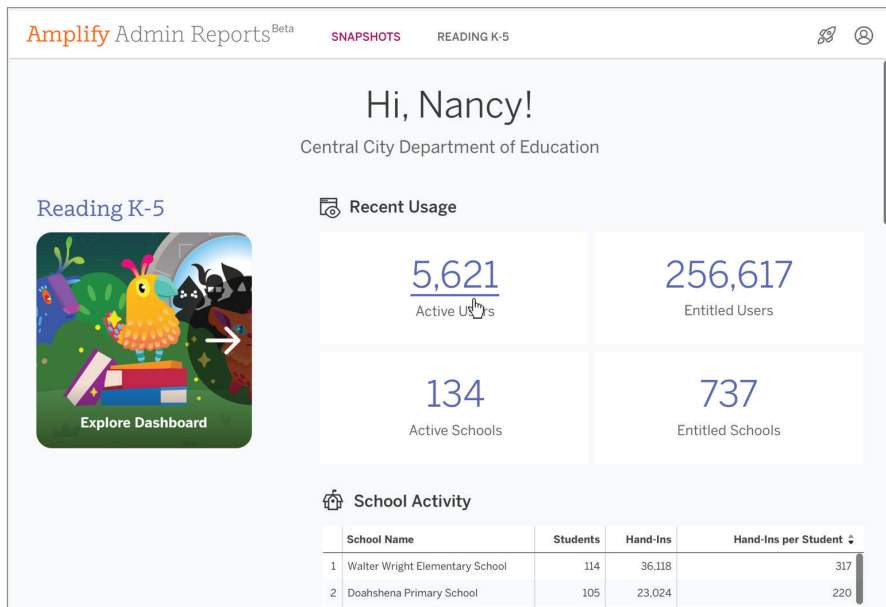 Amplify Admin Reports Beta SNAPSHOTS READING K-5
Hi, Nancy!
Central City Department of Education
Reading K-5
Explore Dashboard
Recent Usage
5,621
Active Users
256,617
Entitled Users
134
Active Schools
737
Entitled Schools
School Activity
School Name Students Hand-Ins Hand-Ins per Student
1 Walter Wright Elementary School 114 36,118 317
2 Doahshena Primary School 105 23,024 220